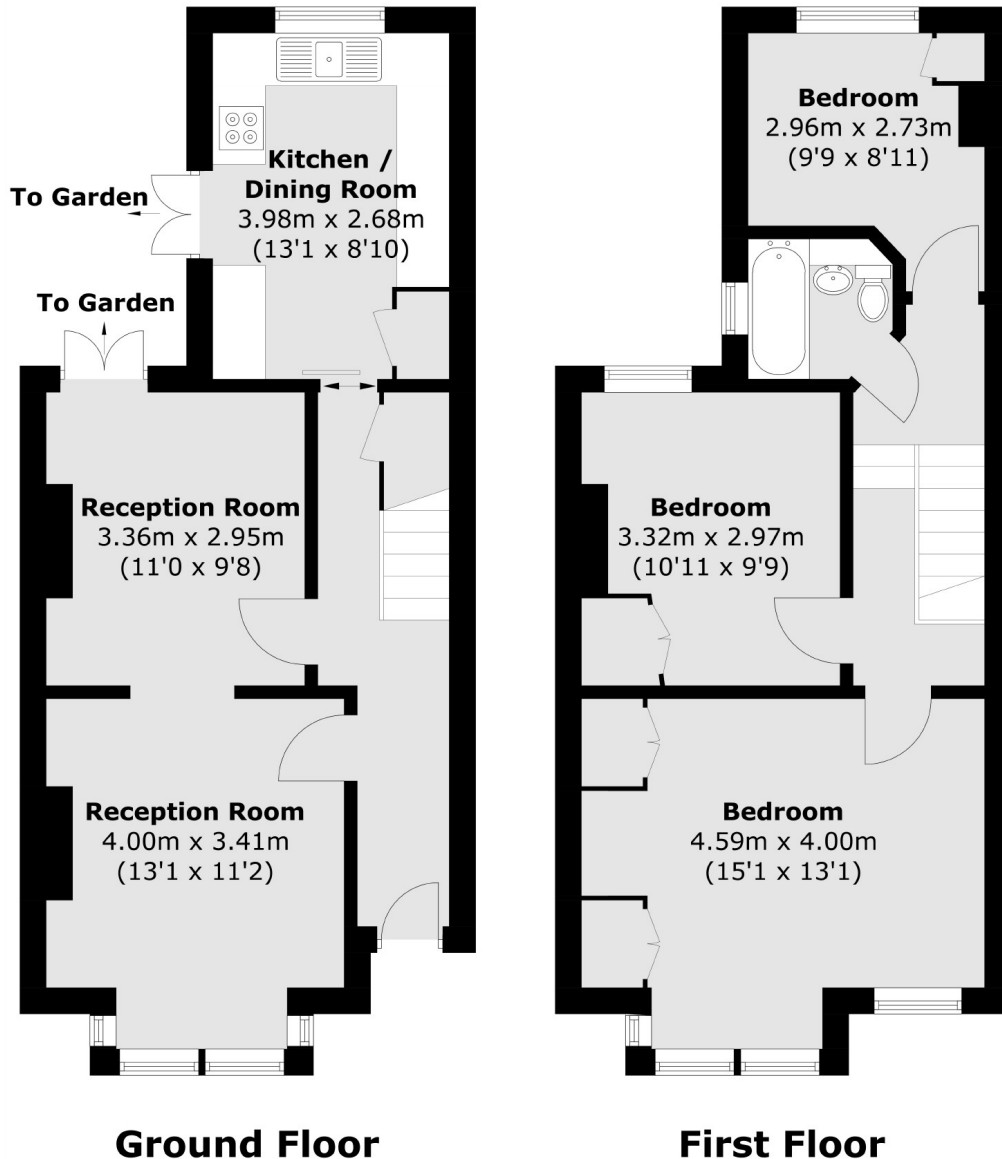 To Garden
Kitchen /
Dining Room
3.98m x 2.68m
(13'1 x 8'10)
To Garden
Reception Room
3.36m x 2.95m
(11'0 x 9'8)
Reception Room
4.00m x 3.41m
(13'1 x 11'2)
Ground Floor
Bedroom
2.96m x 2.73m
(9'9 x 8'11)
Bedroom
3.32m x 2.97m
(10'11 x 9'9)
Bedroom
4.59m x 4.00m
(15'1 x 13'1)
First Floor